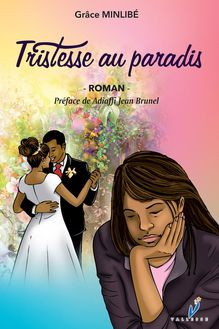 Grâce MINLIBÉ
Tristesse au paradis
- ROMAN -
Préface de Adiaffi Jean Brunel
VALLESSE